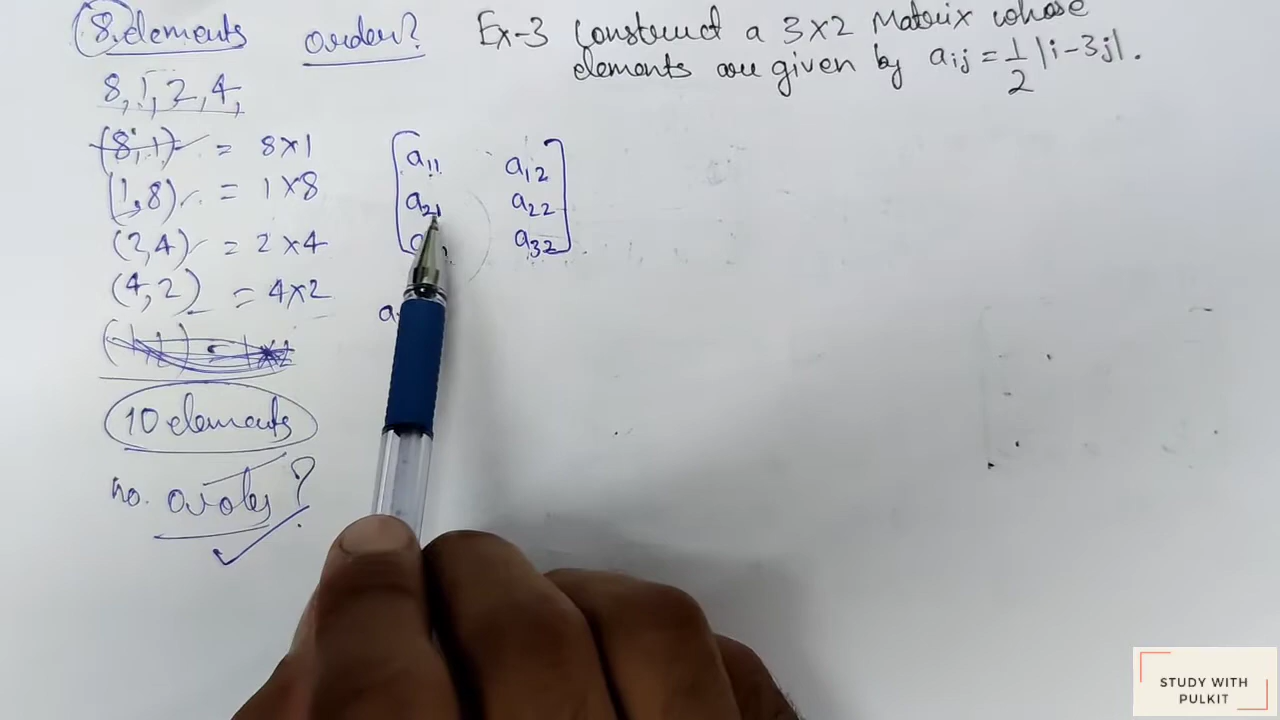 8 elements order?
8, 1, 2, 4,
(8, 1) = 8×1
(1, 8) = 1×8
(2, 4) = 2×4
(4, 2) = 4×2
10 elements
no. orders?
Ex-3 Construct a 3×2 Matrix whose
elements are given by aij = 1/2 |i-3j|.
a11 a12
a21 a22
a32
STUDY WITH
PULKIT